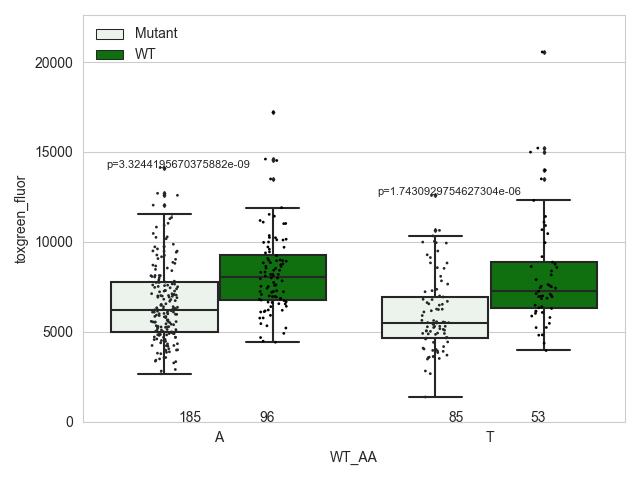 Mutant
WT
20000
15000
10000
5000
0
toxgreen_fluor
p=3.3244195670375882e-09
p=1.7430929754627304e-06
185 96 85 53
A T
WT_AA